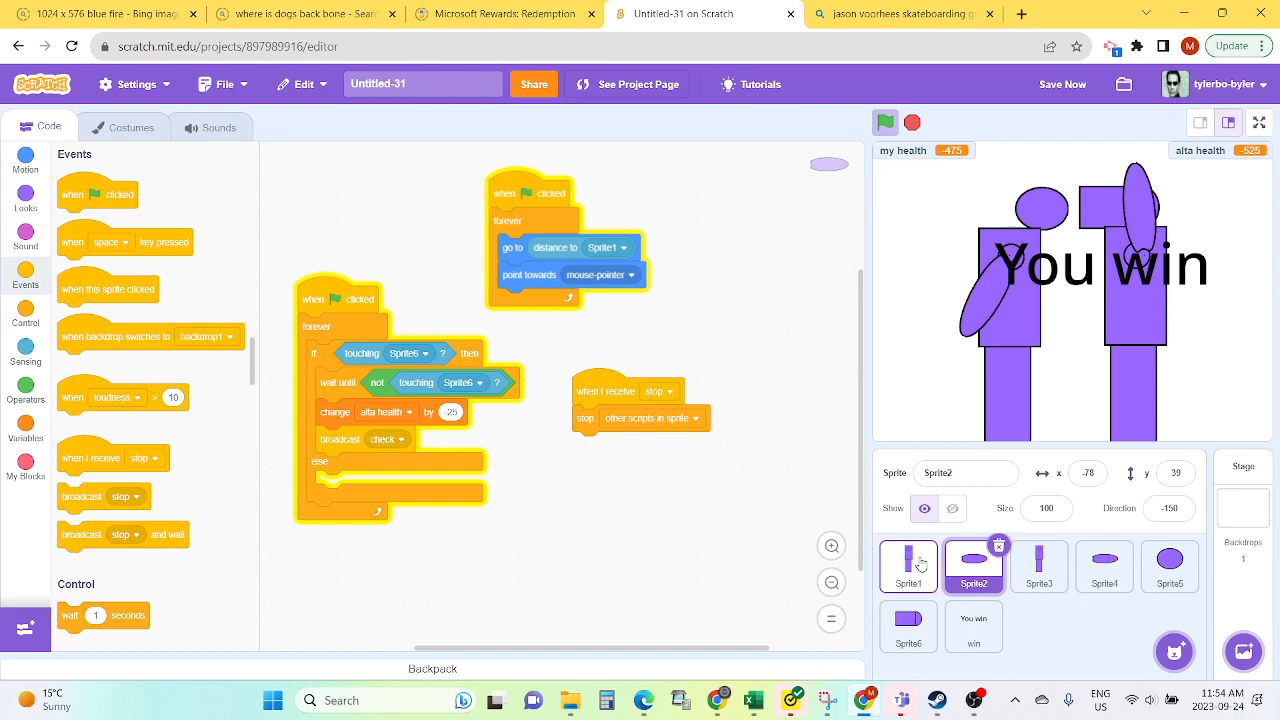 1024 x 576 blue - Bing images
where is dogs back bone - Search
Microsoft Rewards - Redemption
Untitled-31 on Scratch
jason voorhees skateboarding g
scratch.mit.edu/projects/897989916/editor
1
M
Update
SCRATCH
Settings
File
Edit
Untitled-31
Share
See Project Page
Tutorials
Save Now
tylerbo-byler
Code
Costumes
Sounds
Motion
Looks
Sound
Events
Control
Sensing
Operators
Variables
My Blocks
Events
when clicked
when space key pressed
when this sprite clicked
when backdrop switches to backdrop1
when loudness > 10
when I receive stop
broadcast stop
broadcast stop and wait
Control
wait 1 seconds
when clicked
forever
go to distance to Sprite1
point towards mouse-pointer
when clicked
forever
if touching Sprite6 ? then
wait until not touching Sprite6 ?
change alta health by -25
broadcast check
else
when I receive stop
stop other scripts in sprite
my health -475
alta health -525
You win
Sprite Sprite2 x -78 y 39
Show Size 100 Direction -150
Stage
Backdrops
1
Sprite1
Sprite2
Sprite3
Sprite4
Sprite5
Sprite6
You win
win
Backpack
15°C
Sunny
Search
ENG
US
11:54 AM
2023-09-24